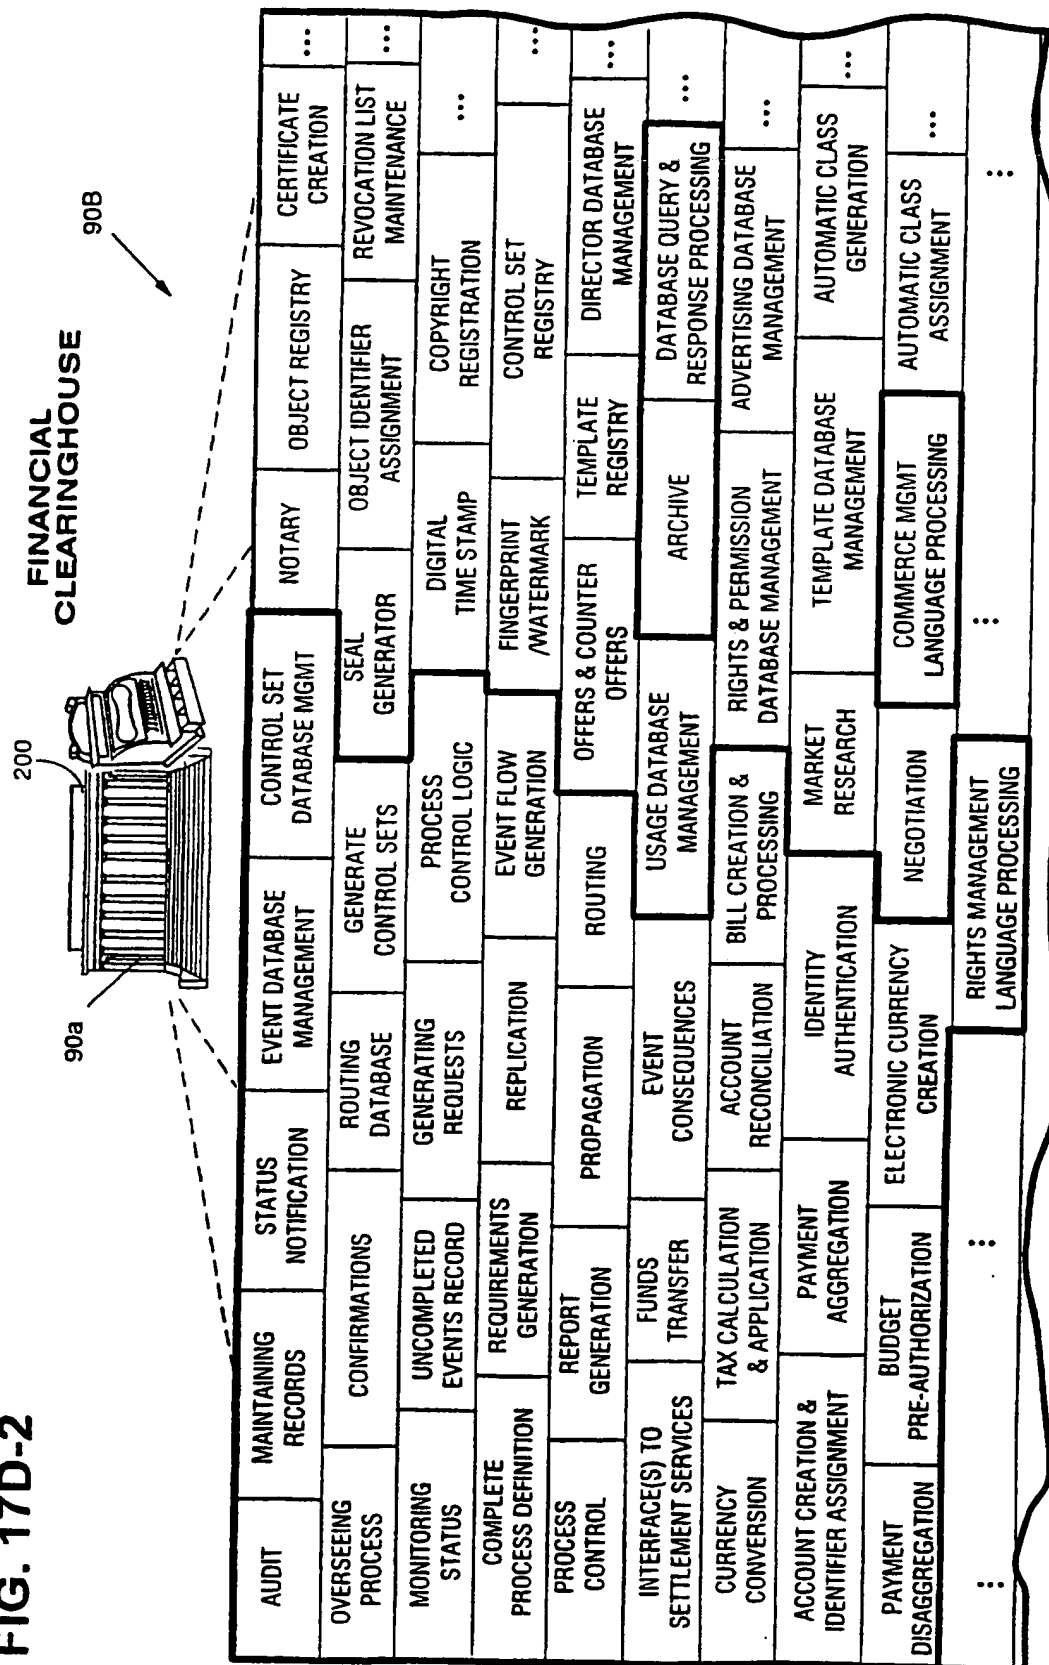 FIG. 17D-2
FINANCIAL
CLEARINGHOUSE
200
90a
90B
AUDIT
MAINTAINING
RECORDS
STATUS
NOTIFICATION
EVENT DATABASE
MANAGEMENT
CONTROL SET
DATABASE MGMT
NOTARY
OBJECT REGISTRY
CERTIFICATE
CREATION
...
OVERSEEING
PROCESS
CONFIRMATIONS
ROUTING
DATABASE
GENERATE
CONTROL SETS
SEAL
GENERATOR
OBJECT IDENTIFIER
ASSIGNMENT
REVOCATION LIST
MAINTENANCE
...
MONITORING
STATUS
UNCOMPLETED
EVENTS RECORD
GENERATING
REQUESTS
PROCESS
CONTROL LOGIC
DIGITAL
TIME STAMP
COPYRIGHT
REGISTRATION
...
COMPLETE
PROCESS DEFINITION
REQUIREMENTS
GENERATION
REPLICATION
EVENT FLOW
GENERATION
FINGERPRINT
/WATERMARK
CONTROL SET
REGISTRY
...
PROCESS
CONTROL
REPORT
GENERATION
PROPAGATION
ROUTING
OFFERS & COUNTER
OFFERS
TEMPLATE
REGISTRY
DIRECTOR DATABASE
MANAGEMENT
...
INTERFACE(S) TO
SETTLEMENT SERVICES
FUNDS
TRANSFER
EVENT
CONSEQUENCES
USAGE DATABASE
MANAGEMENT
ARCHIVE
DATABASE QUERY &
RESPONSE PROCESSING
...
CURRENCY
CONVERSION
TAX CALCULATION
& APPLICATION
ACCOUNT
RECONCILIATION
BILL CREATION &
PROCESSING
RIGHTS & PERMISSION
DATABASE MANAGEMENT
ADVERTISING DATABASE
MANAGEMENT
...
ACCOUNT CREATION &
IDENTIFIER ASSIGNMENT
PAYMENT
AGGREGATION
IDENTITY
AUTHENTICATION
MARKET
RESEARCH
TEMPLATE DATABASE
MANAGEMENT
AUTOMATIC CLASS
GENERATION
...
PAYMENT
DISAGGREGATION
BUDGET
PRE-AUTHORIZATION
ELECTRONIC CURRENCY
CREATION
NEGOTIATION
COMMERCE MGMT
LANGUAGE PROCESSING
AUTOMATIC CLASS
ASSIGNMENT
...
...
...
RIGHTS MANAGEMENT
LANGUAGE PROCESSING
...
...